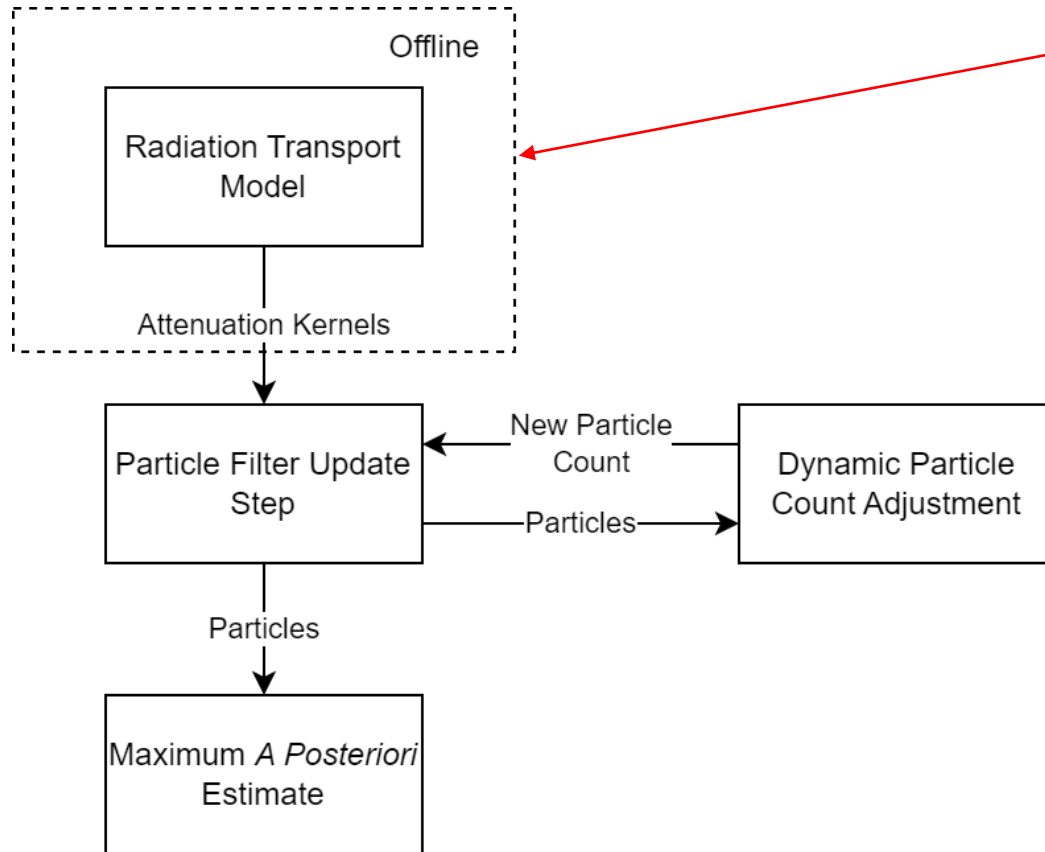 Offline
Radiation Transport
Model
Attenuation Kernels
New Particle
Count
Particle Filter Update
Step
Dynamic Particle
Count Adjustment
Particles
Particles
Maximum A Posteriori
Estimate